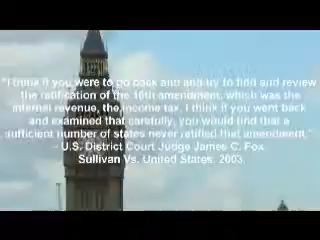 "I think if you were to go back and and try to find and review
the ratification of the 16th amendment, which was the
internal revenue, the income tax, I think if you went back
and examined that carefully, you would find that a
sufficient number of states never ratified that amendment."
- U.S. District Court Judge James C. Fox
Sullivan Vs. United States. 2003.